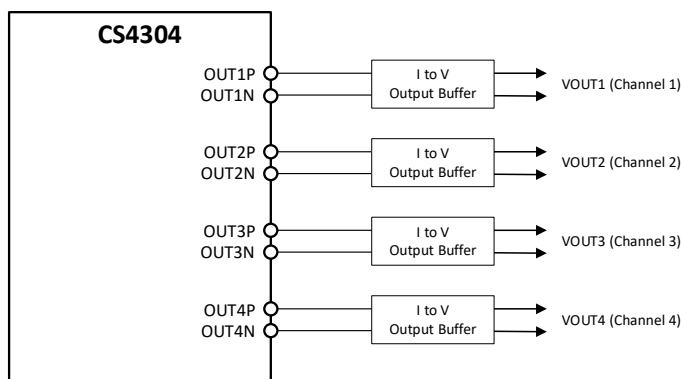 CS4304
OUT1P
OUT1N
I to V
Output Buffer
VOUT1 (Channel 1)
OUT2P
OUT2N
I to V
Output Buffer
VOUT2 (Channel 2)
OUT3P
OUT3N
I to V
Output Buffer
VOUT3 (Channel 3)
OUT4P
OUT4N
I to V
Output Buffer
VOUT4 (Channel 4)